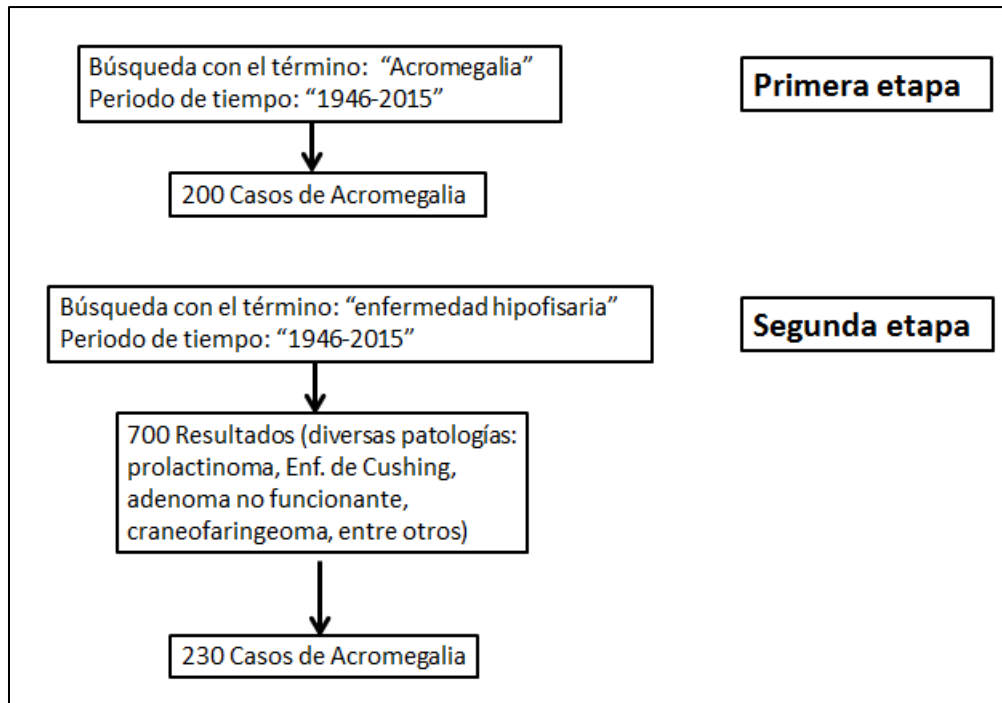 Búsqueda con el término: “Acromegalia”
Periodo de tiempo: “1946-2015”
Primera etapa
200 Casos de Acromegalia
Búsqueda con el término: “enfermedad hipofisaria”
Periodo de tiempo: “1946-2015”
Segunda etapa
700 Resultados (diversas patologías:
prolactinoma, Enf. de Cushing,
adenoma no funcionante,
craneofaringeoma, entre otros)
230 Casos de Acromegalia